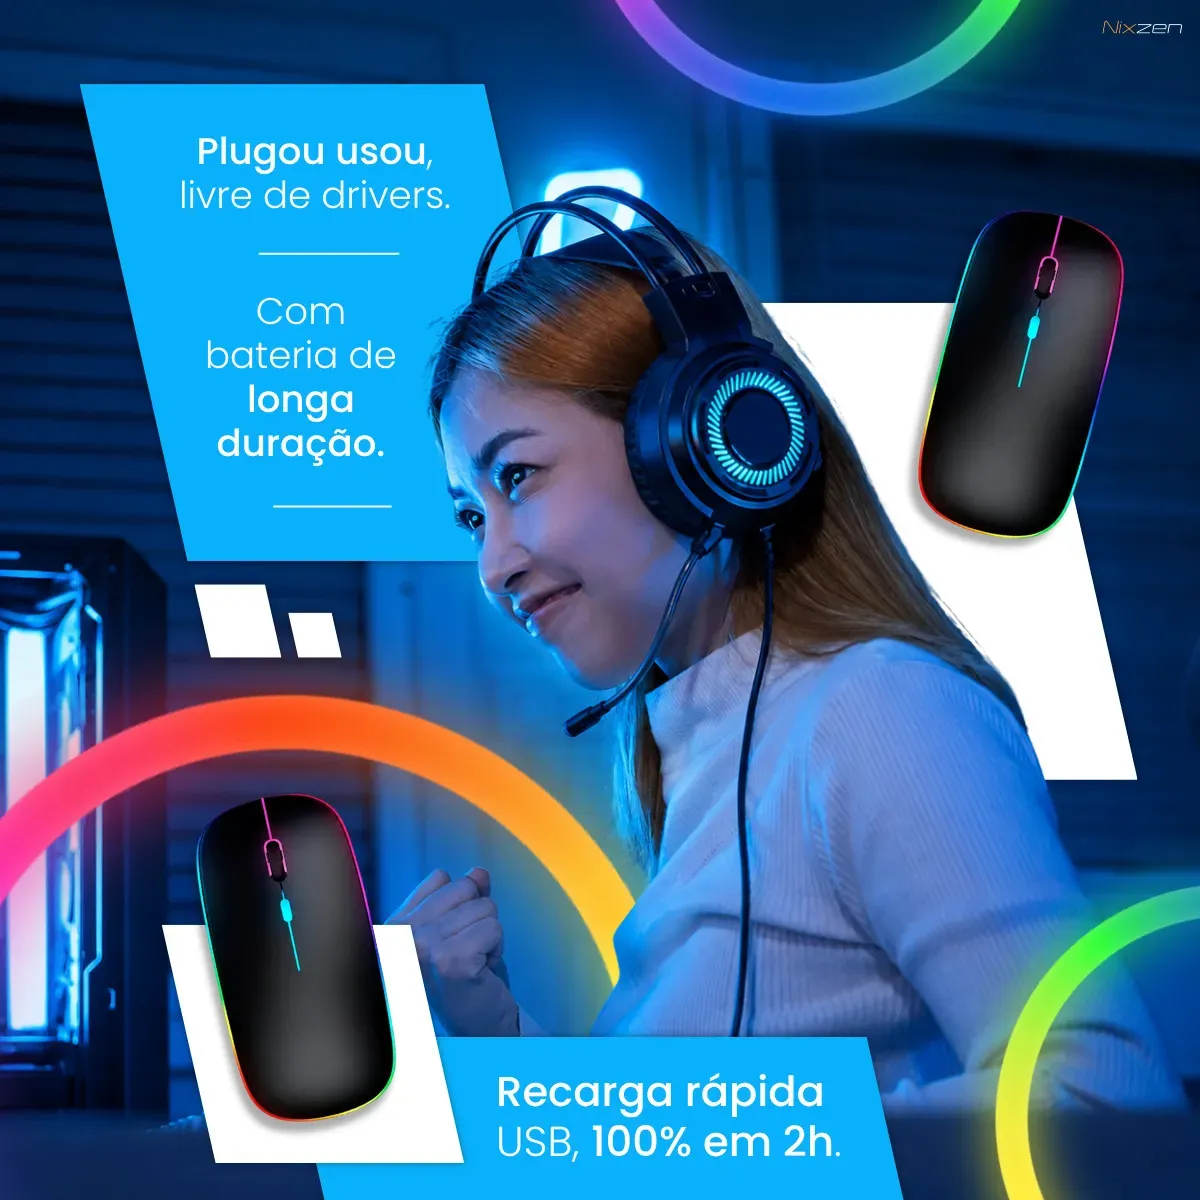 Nixzen
Plugou usou,
livre de drivers.
Com
bateria de
longa
duração.
Recarga rápida
USB, 100% em 2h.